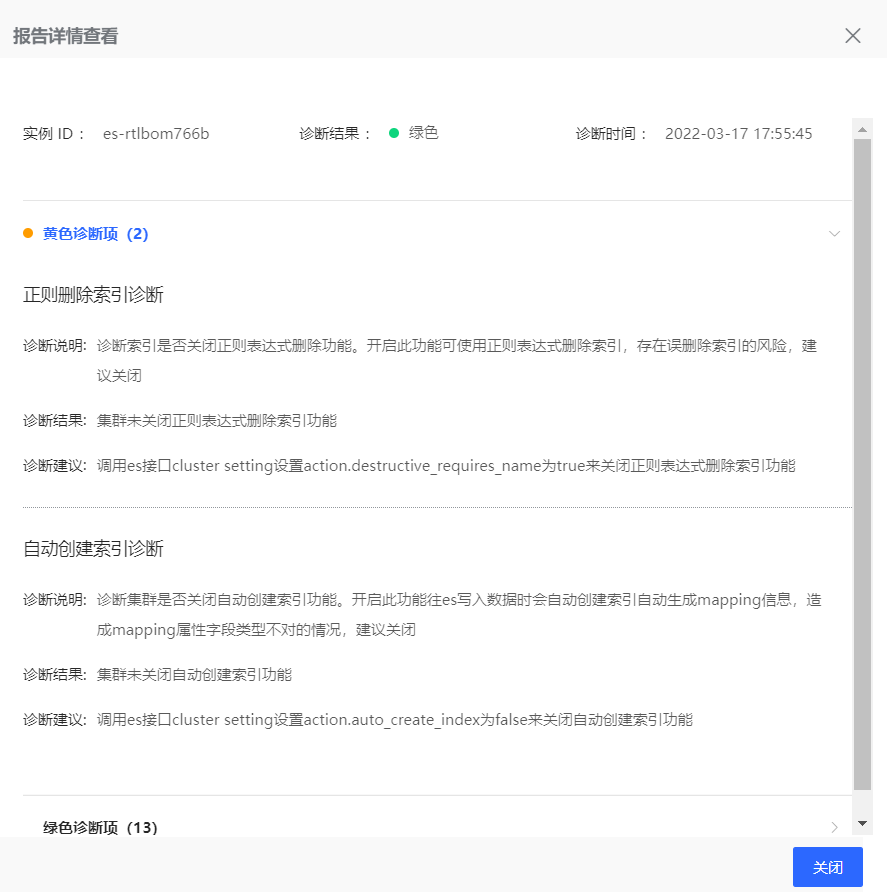 报告详情查看
实例 ID： es-rtlbom766b 诊断结果： 绿色 诊断时间： 2022-03-17 17:55:45
黄色诊断项（2）
正则删除索引诊断
诊断说明: 诊断索引是否关闭正则表达式删除功能。开启此功能可使用正则表达式删除索引，存在误删除索引的风险，建
议关闭
诊断结果: 集群未关闭正则表达式删除索引功能
诊断建议: 调用es接口cluster setting设置action.destructive_requires_name为true来关闭正则表达式删除索引功能
自动创建索引诊断
诊断说明: 诊断集群是否关闭自动创建索引功能。开启此功能往es写入数据时会自动创建索引自动生成mapping信息，造
成mapping属性字段类型不对的情况，建议关闭
诊断结果: 集群未关闭自动创建索引功能
诊断建议: 调用es接口cluster setting设置action.auto_create_index为false来关闭自动创建索引功能
绿色诊断项（13）
关闭